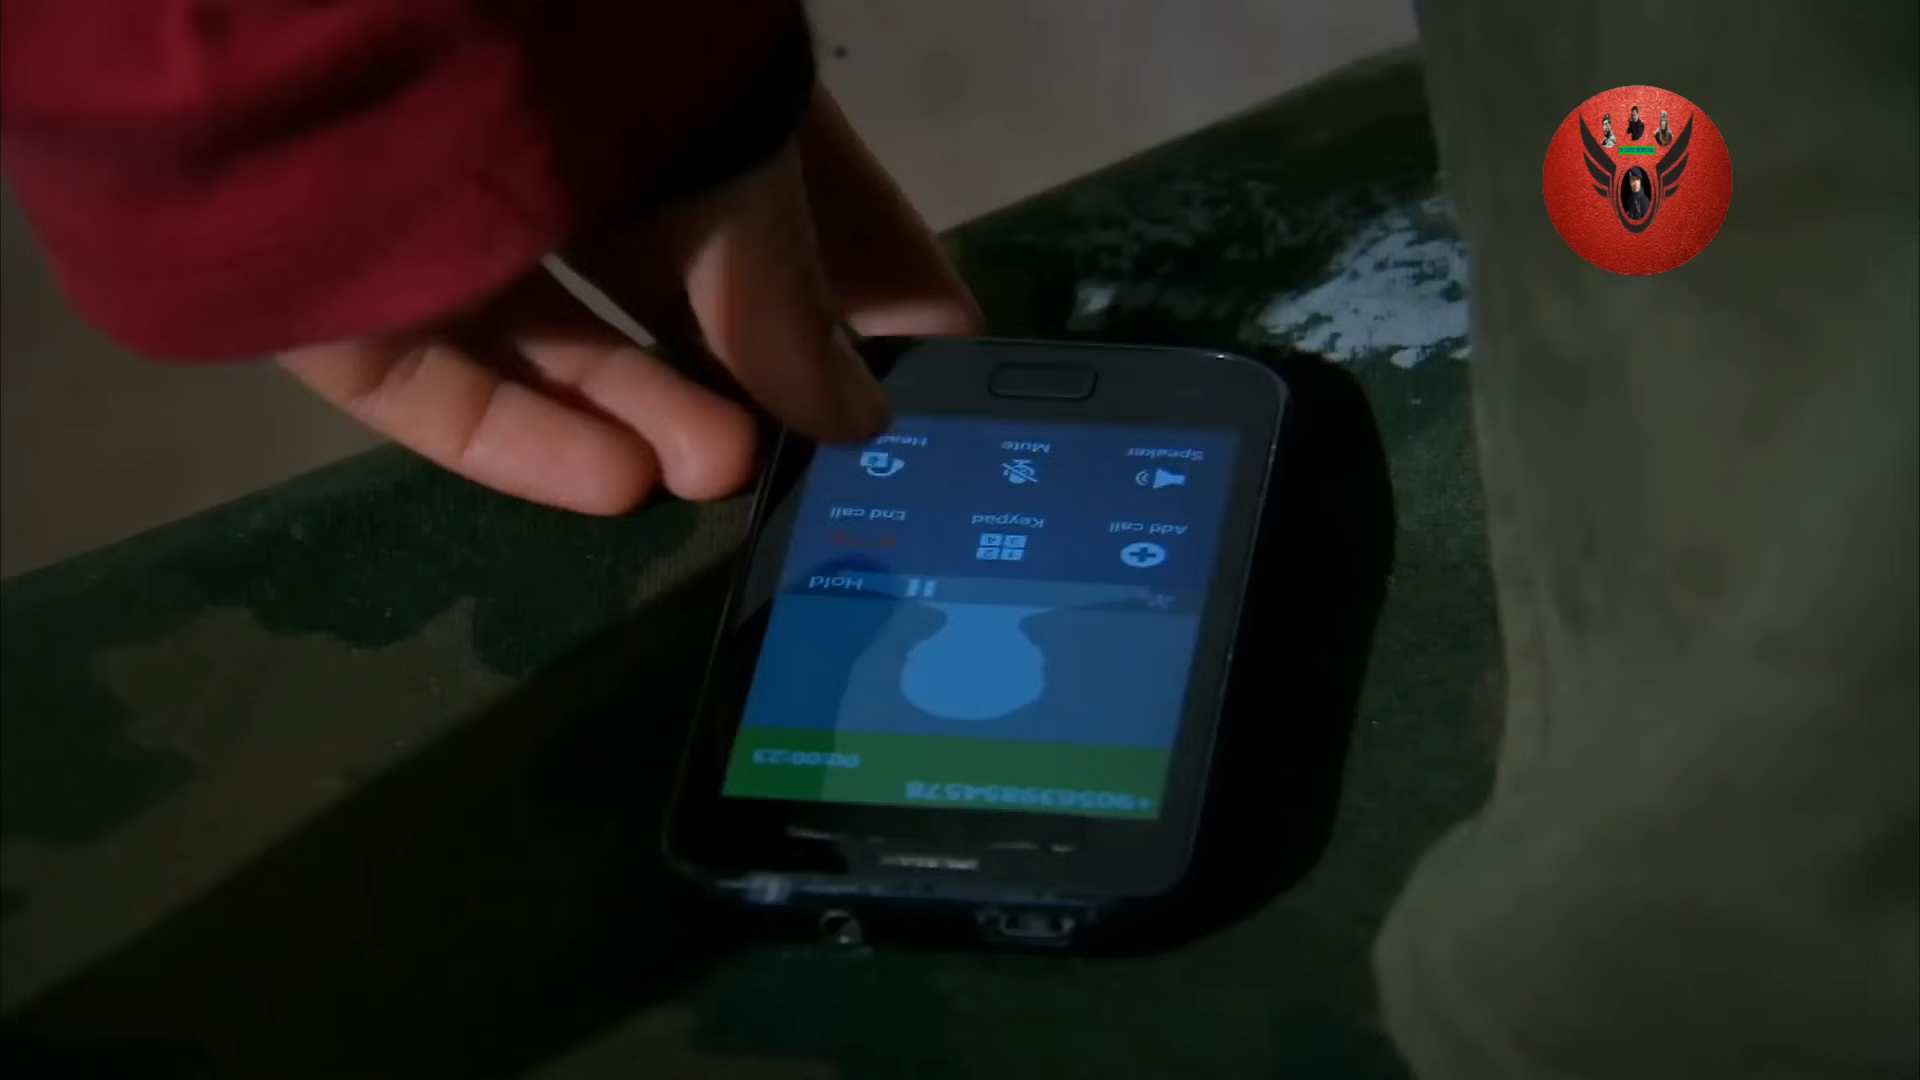 +905639854578
00:00:23
Hold
Add call
Keypad
End call
Speaker
Mute